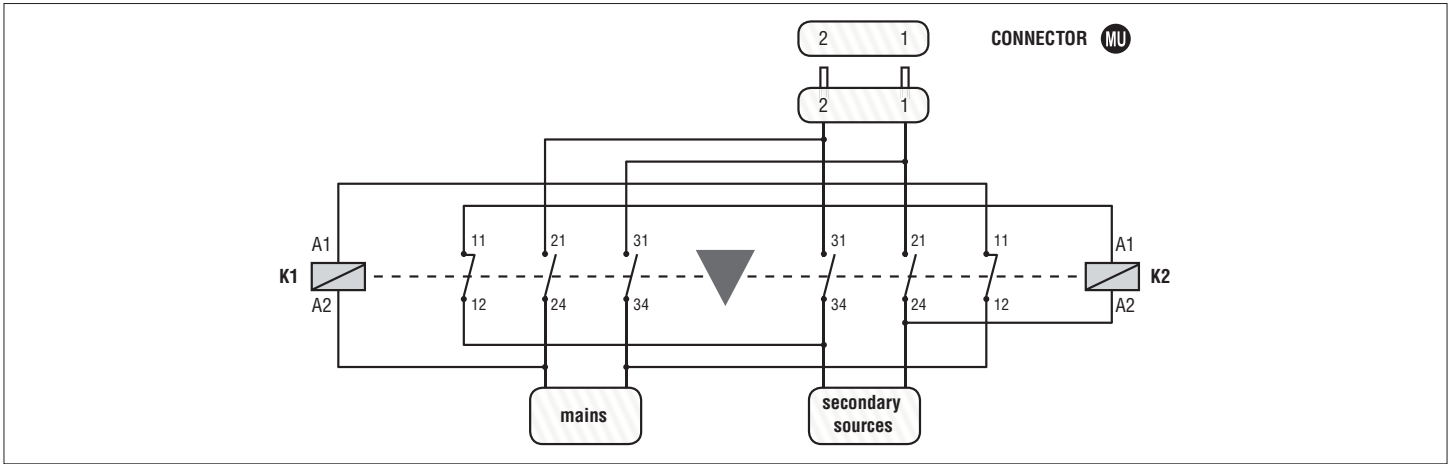 2 1 CONNECTOR MU
2 1
11 21 31 31 21 11
A1 A1
K1 K2
A2 A2
12 24 34 34 24 12
mains
secondary
sources